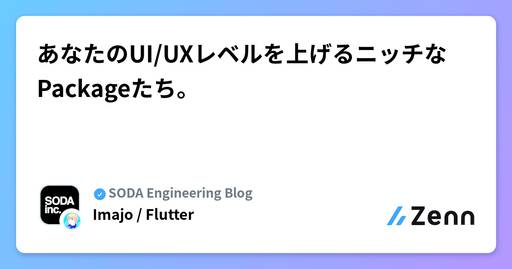 あなたのUI/UXレベルを上げるニッチな
Packageたち。
SODA
inc.
SODA Engineering Blog
Imajo / Flutter
Zenn